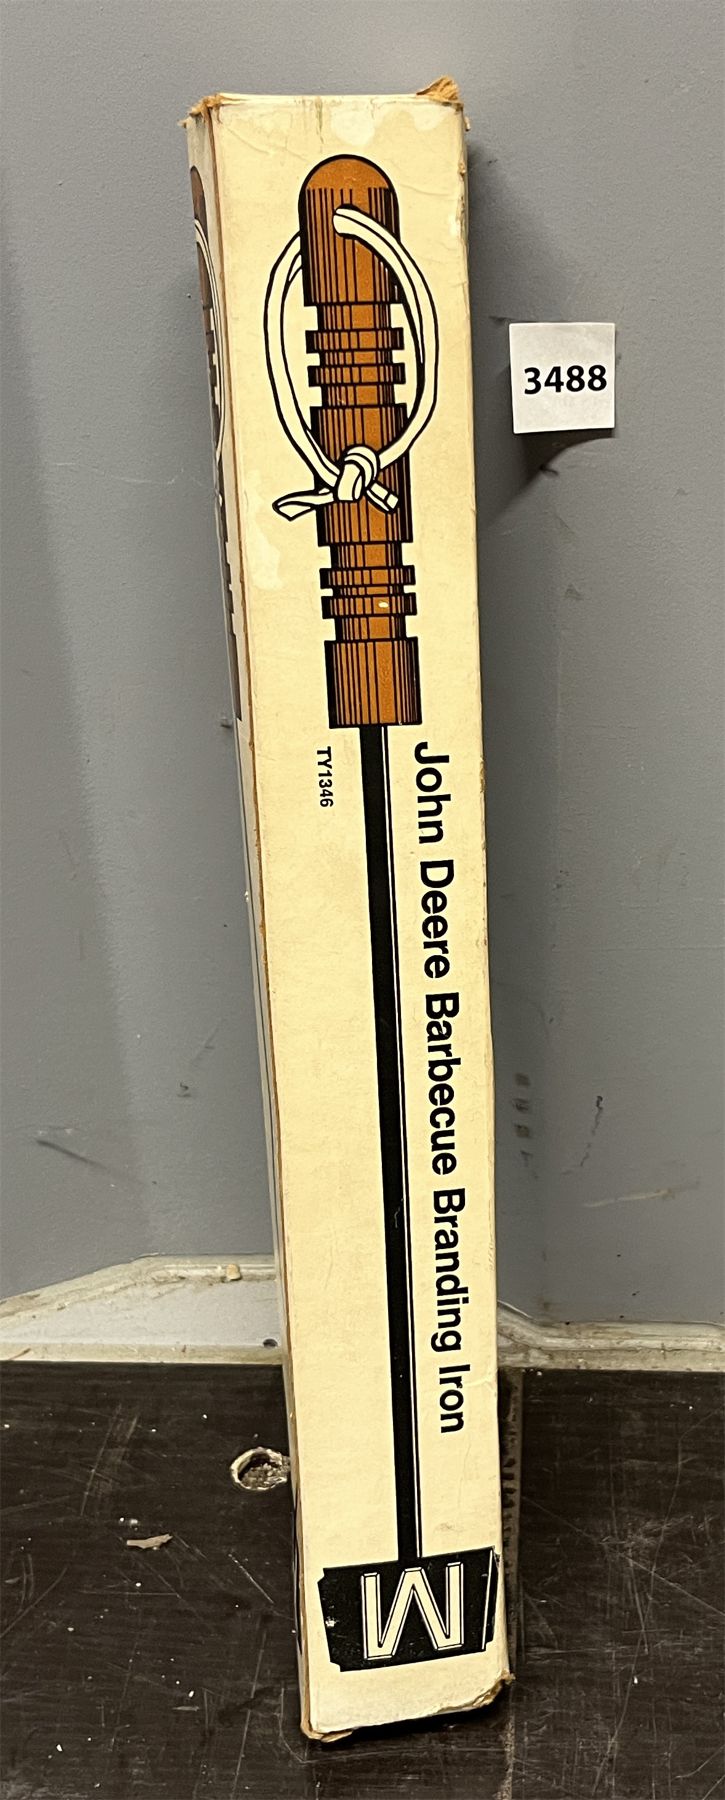 3488
John Deere Barbecue Branding Iron
TY1346
M